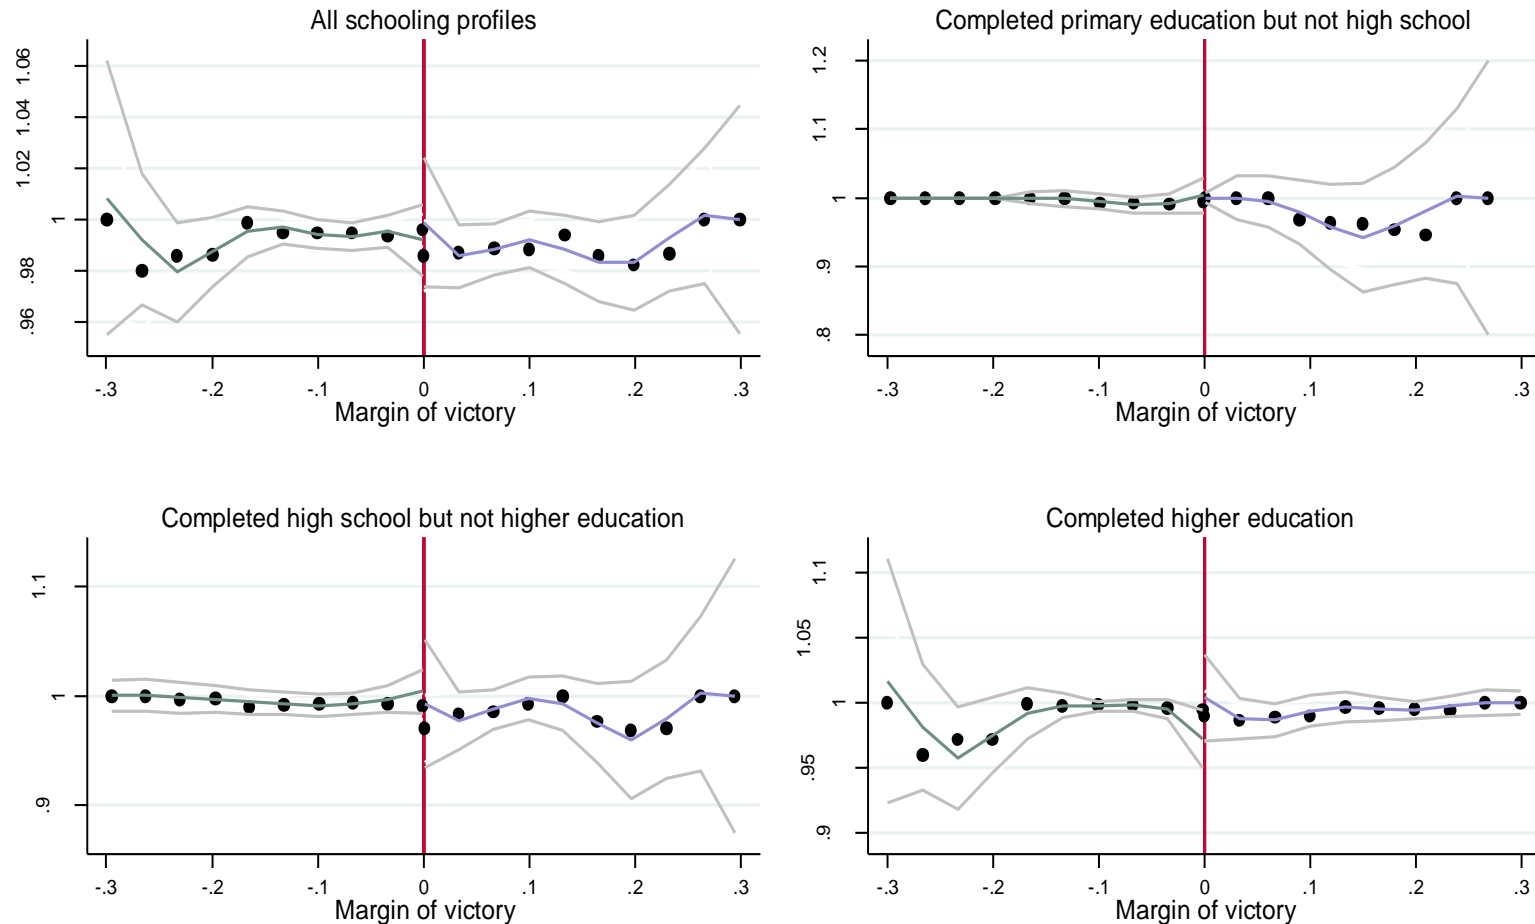 All schooling profiles
1.06
1.04
1.02
1
.98
.96
-.3 -.2 -.1 0 .1 .2 .3
Margin of victory
Completed primary education but not high school
1.2
1.1
1
.9
.8
-.3 -.2 -.1 0 .1 .2 .3
Margin of victory
Completed high school but not higher education
1.1
1
.9
-.3 -.2 -.1 0 .1 .2 .3
Margin of victory
Completed higher education
1.1
1.05
1
.95
.9
-.3 -.2 -.1 0 .1 .2 .3
Margin of victory